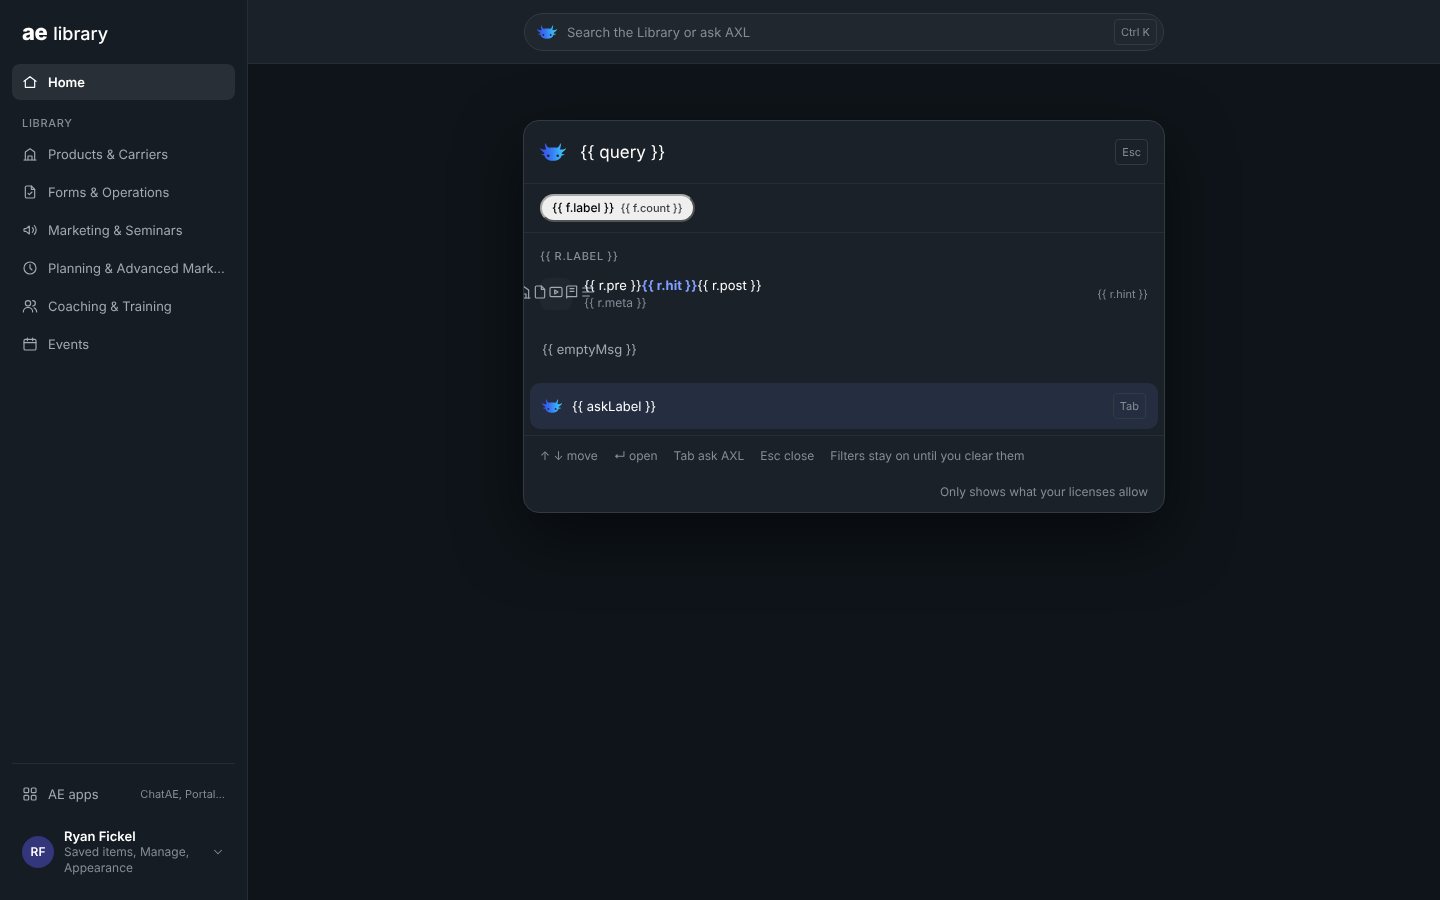 ae library
Search the Library or ask AXL
Ctrl K
Home
LIBRARY
Products & Carriers
Forms & Operations
Marketing & Seminars
Planning & Advanced Mark...
Coaching & Training
Events
{{ query }}
Esc
{{ f.label }} {{ f.count }}
{{ R.LABEL }}
{{ r.pre }}{{ r.hit }}{{ r.post }}
{{ r.meta }}
{{ r.hint }}
{{ emptyMsg }}
{{ askLabel }}
Tab
↑ ↓ move ↵ open Tab ask AXL Esc close Filters stay on until you clear them
Only shows what your licenses allow
AE apps
ChatAE, Portal...
RF
Ryan Fickel
Saved items, Manage,
Appearance